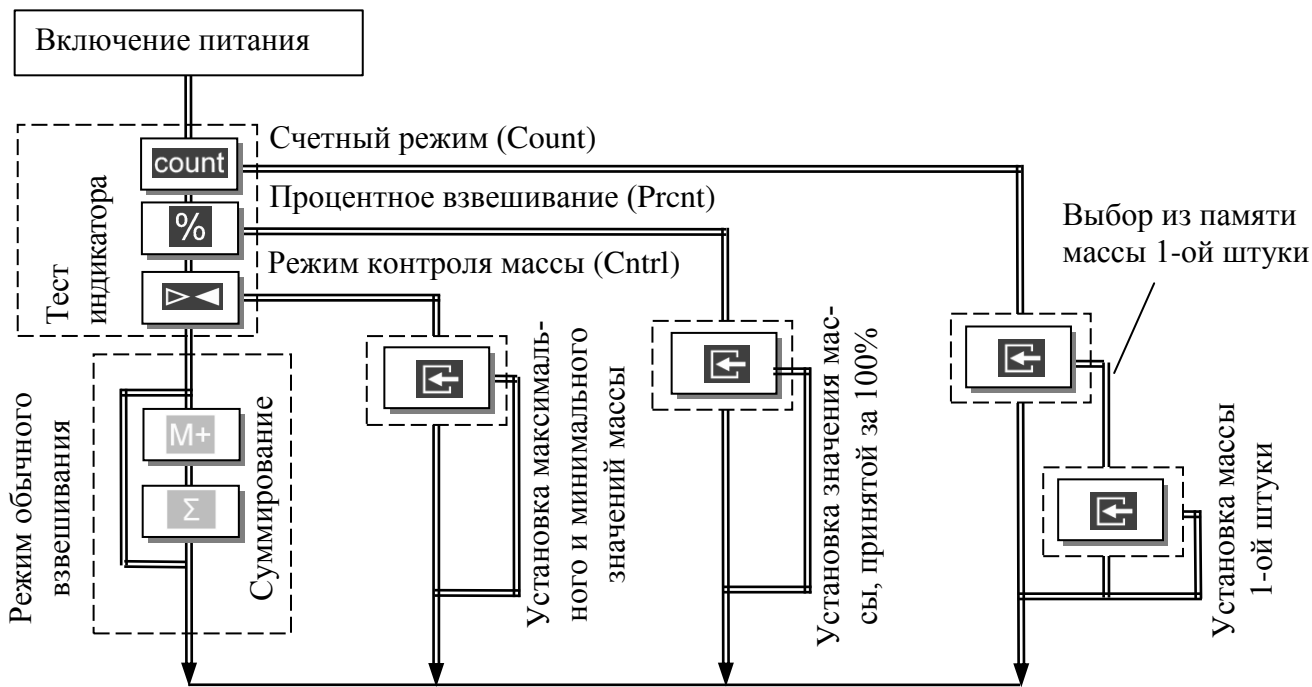 Включение питания
Счетный режим (Count)
count
Процентное взвешивание (Prcnt)
%
Режим контроля массы (Cntrl)
Тест
индикатора
Выбор из памяти
массы 1-ой штуки
Режим обычного
взвешивания
M+
Σ
Суммирование
Установка максималь-
ного и минимального
значений массы
Установка значения мас-
сы, принятой за 100%
Установка массы
1-ой штуки